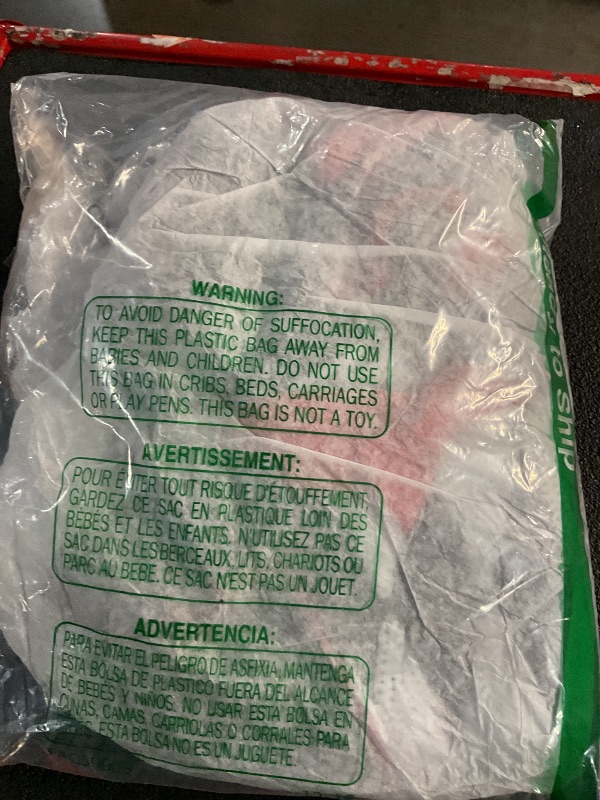 WARNING:
TO AVOID DANGER OF SUFFOCATION,
KEEP THIS PLASTIC BAG AWAY FROM
BABIES AND CHILDREN. DO NOT USE
THIS BAG IN CRIBS, BEDS, CARRIAGES
OR PLAY PENS. THIS BAG IS NOT A TOY.
AVERTISSEMENT:
POUR ÉVITER TOUT RISQUE D'ETOUFFEMENT,
GARDEZ CE SAC EN PLASTIQUE LOIN DES
BEBES ET LES ENFANTS. N'UTILISEZ PAS CE
SAC DANS LES BERCEAUX, LITS, CHARIOTS OU
PARC AU BEBE. CE SAC N'EST PAS UN JOUET.
ADVERTENCIA:
PARA EVITAR EL PELIGRO DE ASFIXIA, MANTENGA
ESTA BOLSA DE PLASTICO FUERA DEL ALCANCE
DE BEBES Y NIÑOS. NO USAR ESTA BOLSA EN
CUNAS, CAMAS, CARRIOLAS O CORRALES PARA
ESTA BOLSA NO ES UN JUGUETE.
to Ship